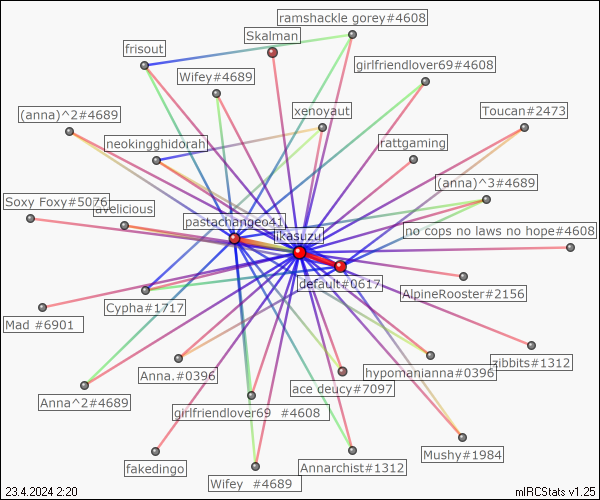 ramshackle gorey#4608
Skalman
frisout
girlfriendlover69#4608
Wifey#4689
xenoyaut
Toucan#2473
(anna)^2#4689
neokingghidorah
rattgaming
(anna)^3#4689
Soxy Foxy#5076
avelicious
pastachangeo41
ikasuzu
no cops no laws no hope#4608
default#0617
AlpineRooster#2156
Cypha#1717
Mad #6901
zibbits#1312
hypomanianna#0396
Anna.#0396
ace deucy#7097
Anna^2#4689
girlfriendlover69 #4608
Mushy#1984
fakedingo
Annarchist#1312
Wifey #4689
23.4.2024 2:20
mIRCStats v1.25